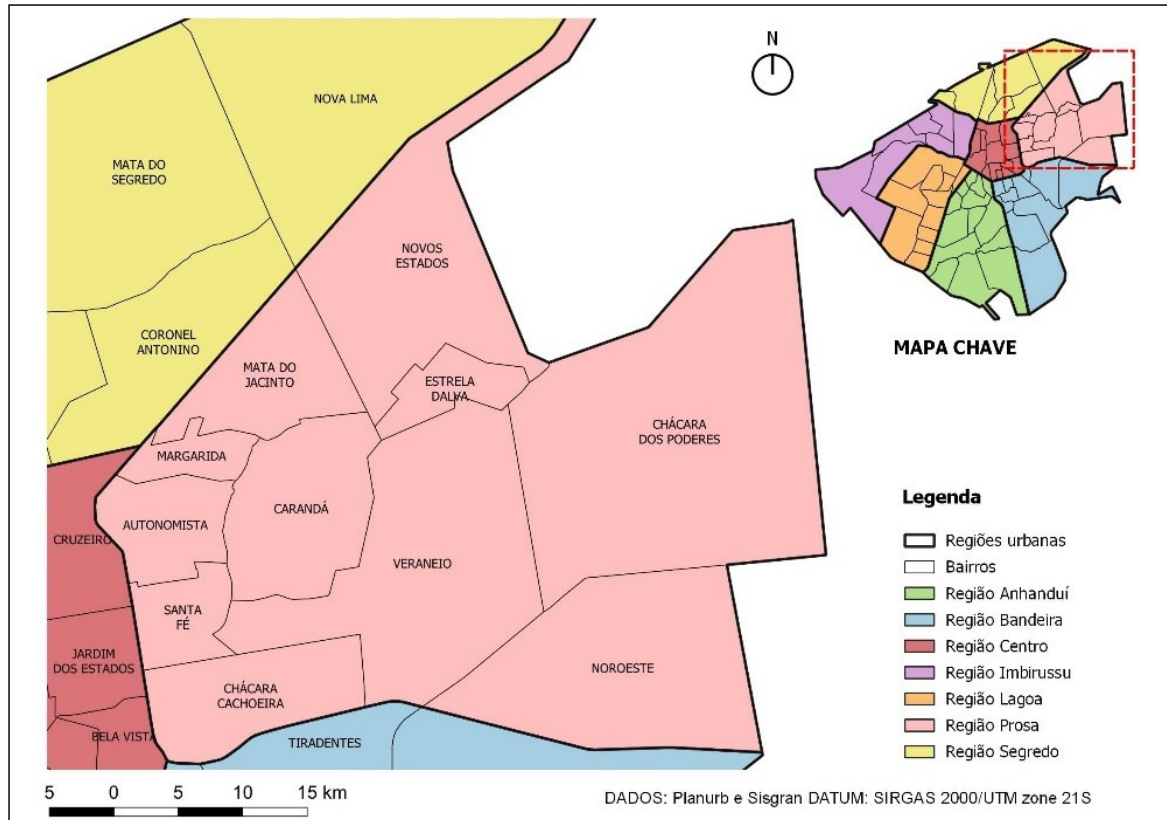 N
NOVA LIMA
MATA DO
SEGREDO
NOVOS
ESTADOS
CORONEL
ANTONINO
MATA DO
JACINTO
ESTRELA
DALVA
CHÁCARA
DOS PODERES
MARGARIDA
CARANDÁ
AUTONOMISTA
CRUZEIRO
VERANEIO
SANTA
FÉ
JARDIM
DOS ESTADOS
NOROESTE
CHÁCARA
CACHOEIRA
BELA VISTA
TIRADENTES
MAPA CHAVE
Legenda
Regiões urbanas
Bairros
Região Anhanduí
Região Bandeira
Região Centro
Região Imbirussu
Região Lagoa
Região Prosa
Região Segredo
5 0 5 10 15 km
DADOS: Planurb e Sisgran DATUM: SIRGAS 2000/UTM zone 21S